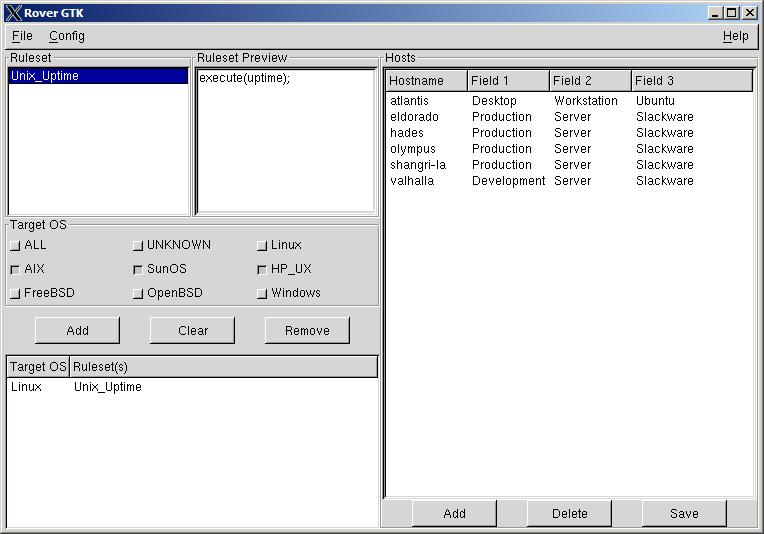 Rover GTK
File Config Help
Ruleset
Unix_Uptime
Ruleset Preview
execute(uptime);
Target OS
ALL UNKNOWN Linux
AIX SunOS HP_UX
FreeBSD OpenBSD Windows
Add Clear Remove
Target OS Ruleset(s)
Linux Unix_Uptime
Hosts
Hostname Field 1 Field 2 Field 3
atlantis Desktop Workstation Ubuntu
eldorado Production Server Slackware
hades Production Server Slackware
olympus Production Server Slackware
shangri-la Production Server Slackware
valhalla Development Server Slackware
Add Delete Save